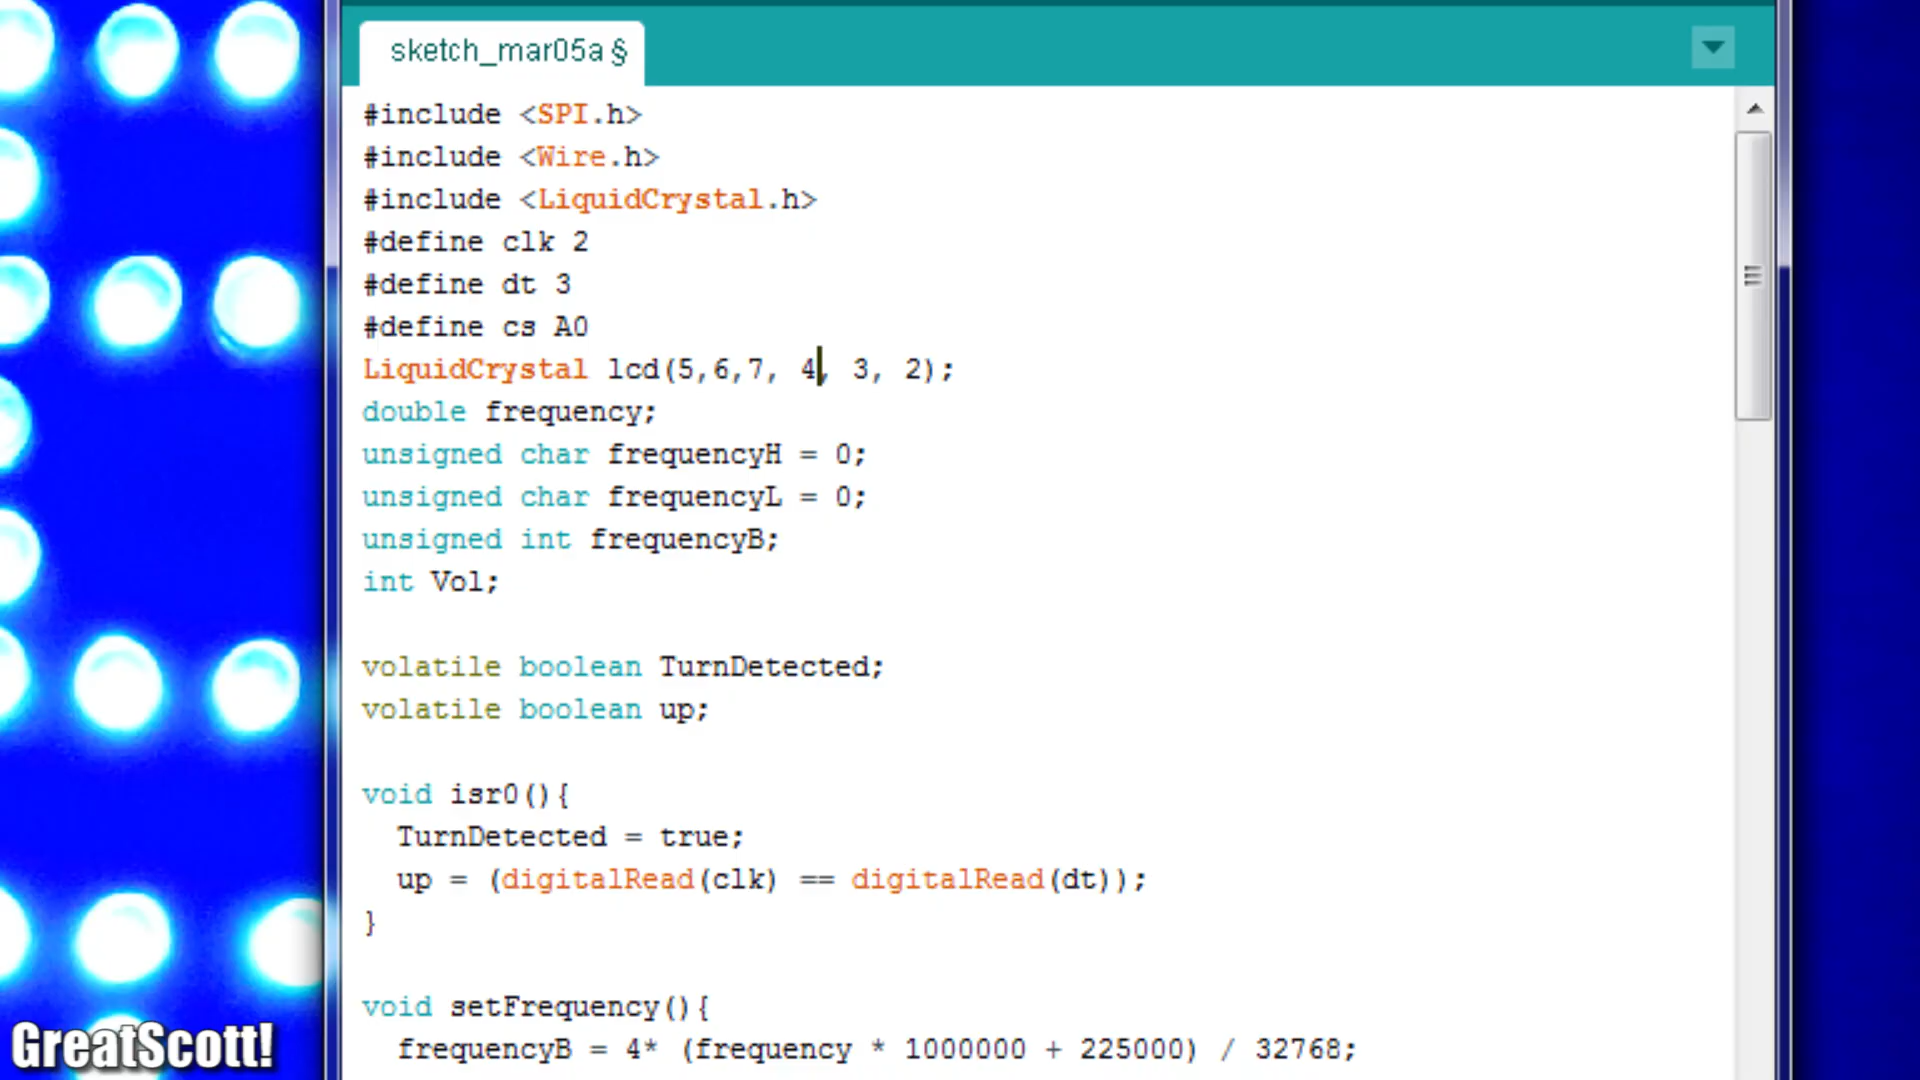 sketch_mar05a §
#include <SPI.h>
#include <Wire.h>
#include <LiquidCrystal.h>
#define clk 2
#define dt 3
#define cs A0
LiquidCrystal lcd(5,6,7, 4, 3, 2);
double frequency;
unsigned char frequencyH = 0;
unsigned char frequencyL = 0;
unsigned int frequencyB;
int Vol;
volatile boolean TurnDetected;
volatile boolean up;
void isr0(){
TurnDetected = true;
up = (digitalRead(clk) == digitalRead(dt));
}
void setFrequency(){
frequencyB = 4* (frequency * 1000000 + 225000) / 32768;
GreatScott!